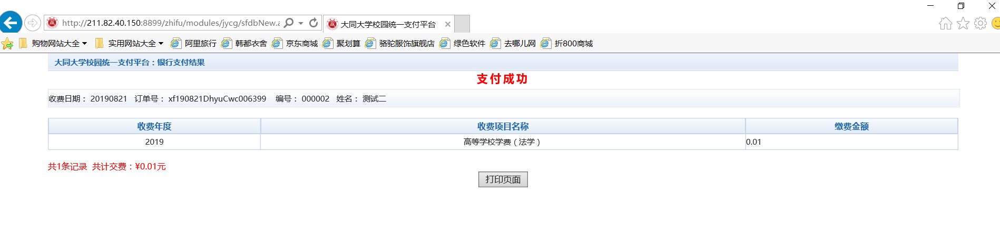 http://211.82.40.150:8899/zhifu/modules/jycg/sfdbNew.a
大同大学校园统一支付平台
购物网站大全 实用网站大全 阿里旅行 韩都衣舍 京东商城 聚划算 骆驼服饰旗舰店 绿色软件 去哪儿网 折800商城
大同大学校园统一支付平台：银行支付结果
支付成功
收费日期： 20190821 订单号： xf190821DhyuCwc006399 编号： 000002 姓名： 测试二
收费年度 收费项目名称 缴费金额
2019 高等学校学费（法学） 0.01
共1条记录 共计交费：¥0.01元
打印页面